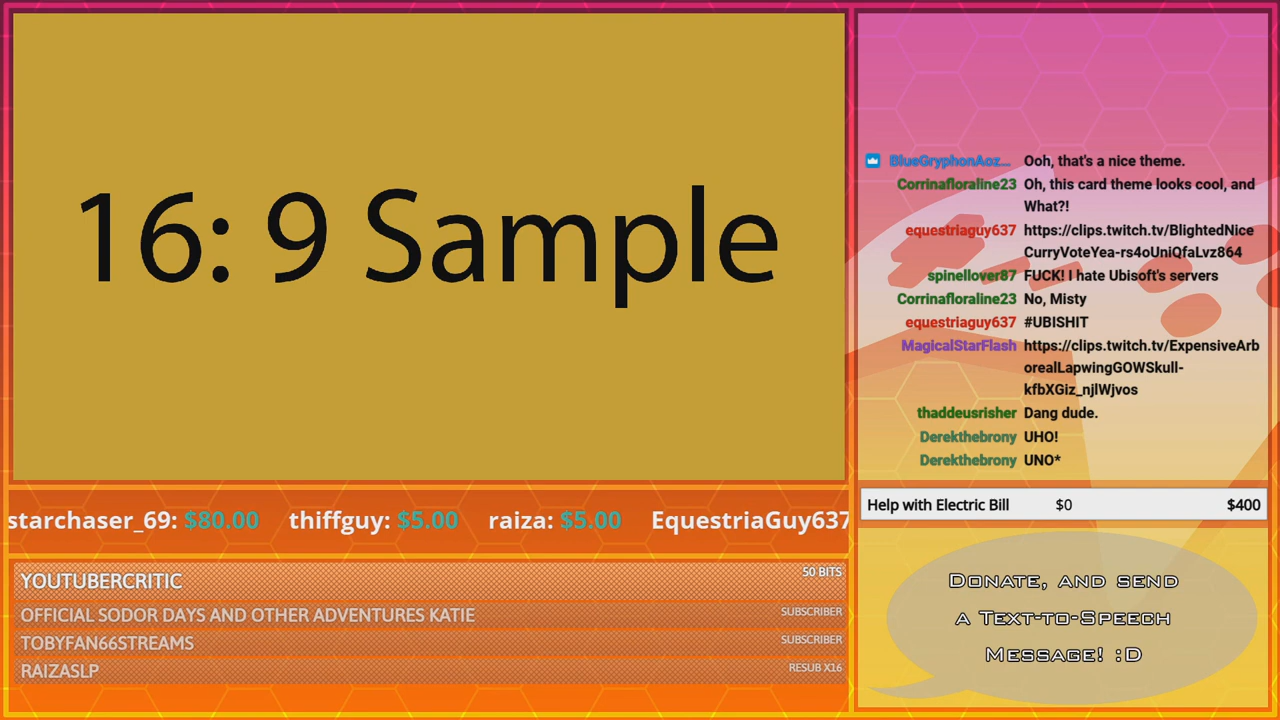 16: 9 Sample
starchaser_69: $80.00 thiffguy: $5.00 raiza: $5.00 EquestriaGuy637
YOUTUBERCRITIC 50 BITS
OFFICIAL SODOR DAYS AND OTHER ADVENTURES KATIE SUBSCRIBER
TOBYFAN66STREAMS SUBSCRIBER
RAIZASLP RESUB X16
BlueGryphonAoz... Ooh, that's a nice theme.
Corrinafloraline23 Oh, this card theme looks cool, and
What?!
equestriaguy637 https://clips.twitch.tv/BlightedNice
CurryVoteYea-rs4oUniQfaLvz864
spinellover87 FUCK! I hate Ubisoft's servers
Corrinafloraline23 No, Misty
equestriaguy637 #UBISHIT
MagicalStarFlash https://clips.twitch.tv/ExpensiveArb
orealLapwingGOWSkull-
kfbXGiz_njlWjvos
thaddeusrisher Dang dude.
Derekthebrony UHO!
Derekthebrony UNO*
Help with Electric Bill $0 $400
Donate, and send
a Text-to-Speech
Message! :D